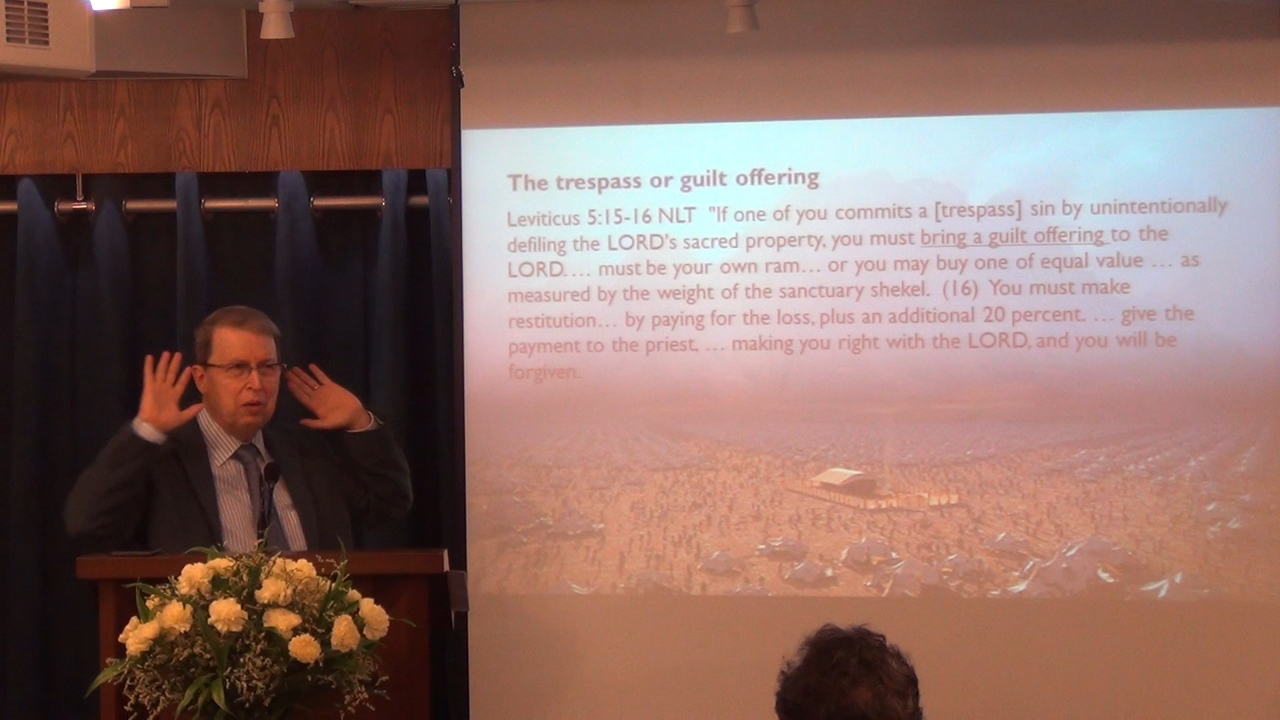 The trespass or guilt offering
Leviticus 5:15-16 NLT "If one of you commits a [trespass] sin by unintentionally
defiling the LORD's sacred property, you must bring a guilt offering to the
LORD.… must be your own ram… or you may buy one of equal value … as
measured by the weight of the sanctuary shekel. (16) You must make
restitution… by paying for the loss, plus an additional 20 percent. … give the
payment to the priest, … making you right with the LORD, and you will be
forgiven.